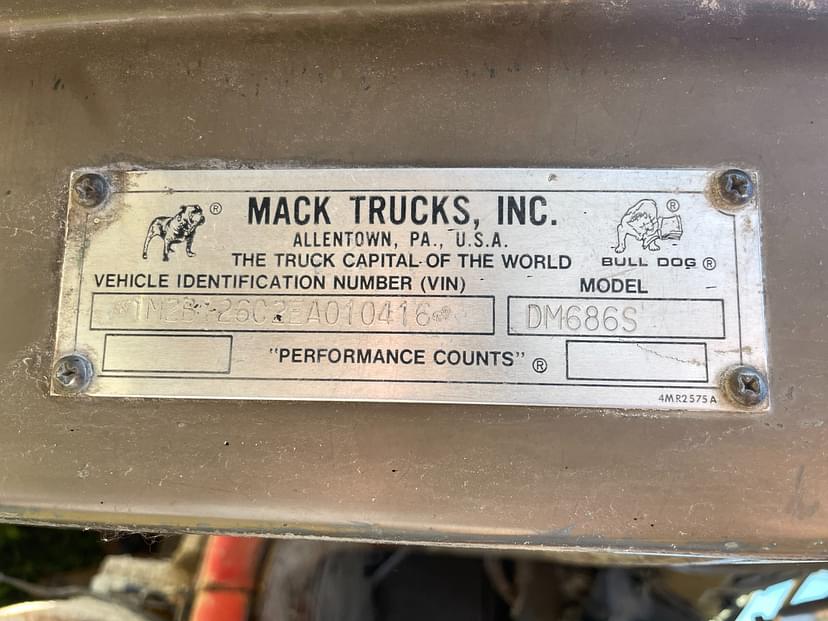 MACK TRUCKS, INC.
ALLENTOWN, PA., U.S.A.
THE TRUCK CAPITAL OF THE WORLD
BULL DOG ®
VEHICLE IDENTIFICATION NUMBER (VIN)
MODEL
1M2B126C2EA010416
DM686S
"PERFORMANCE COUNTS" ®
4MR2575A